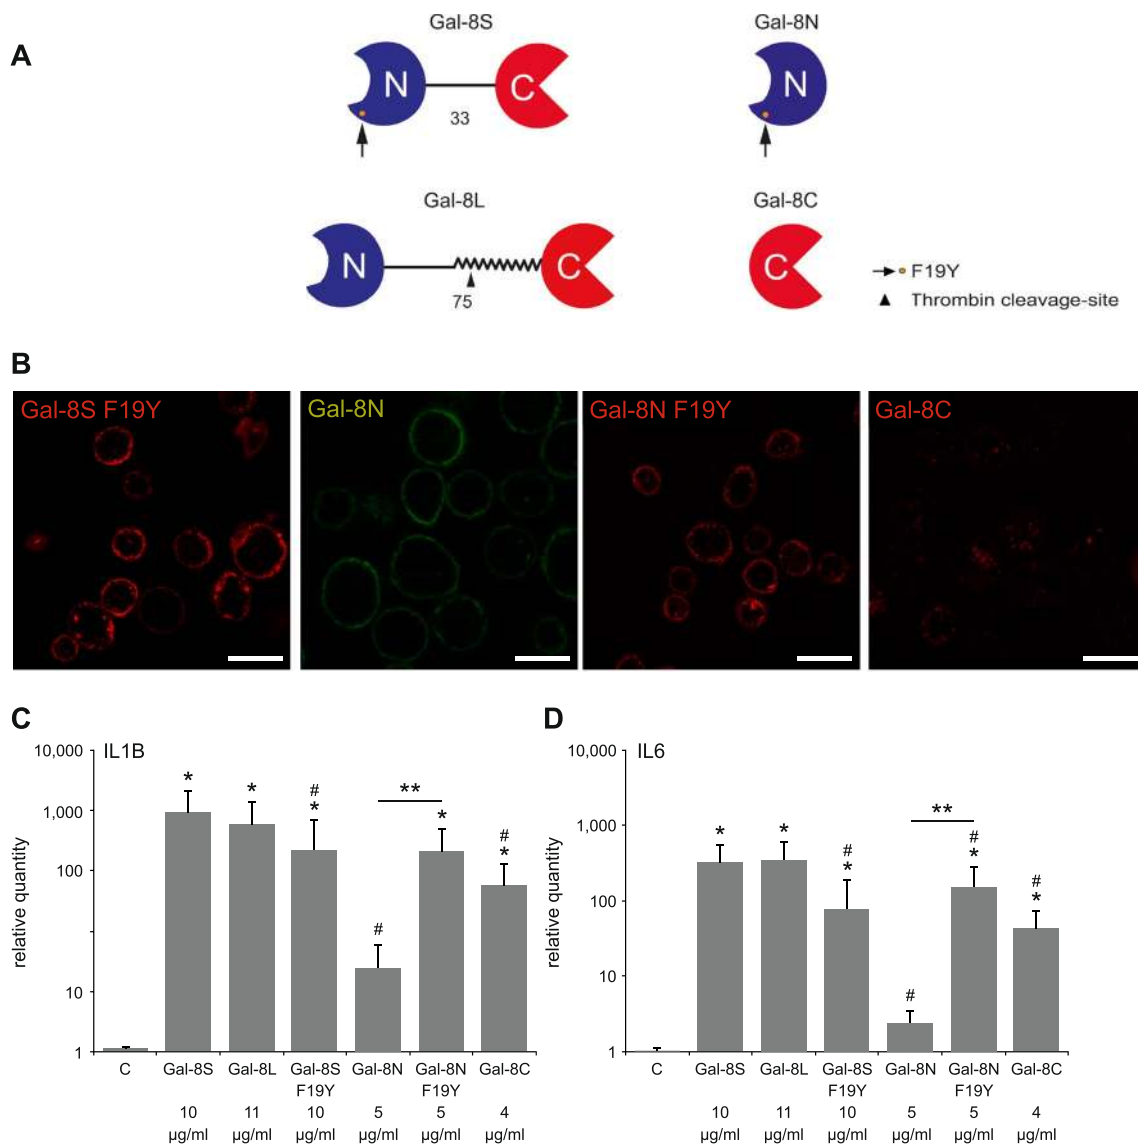 A
Gal-8S
N
C
33
Gal-8N
N
Gal-8L
N
C
75
Gal-8C
C
F19Y
Thrombin cleavage-site
B
Gal-8S F19Y
Gal-8N
Gal-8N F19Y
Gal-8C
C
IL1B
relative quantity
10,000
1,000
100
10
1
*
*
#
*
#
**
*
#
*
C
Gal-8S
Gal-8L
Gal-8S F19Y
Gal-8N
Gal-8N F19Y
Gal-8C
10 µg/ml
11 µg/ml
10 µg/ml
5 µg/ml
5 µg/ml
4 µg/ml
D
IL6
relative quantity
10,000
1,000
100
10
1
*
*
#
*
#
**
#
*
#
*
C
Gal-8S
Gal-8L
Gal-8S F19Y
Gal-8N
Gal-8N F19Y
Gal-8C
10 µg/ml
11 µg/ml
10 µg/ml
5 µg/ml
5 µg/ml
4 µg/ml